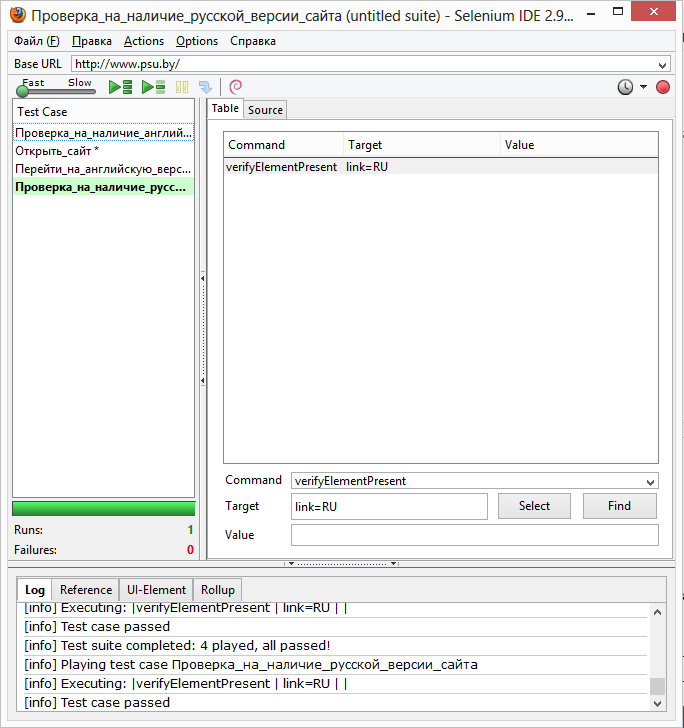 Проверка_на_наличие_русской_версии_сайта (untitled suite) - Selenium IDE 2.9...
Файл (F) Правка Actions Options Справка
Base URL http://www.psu.by/
Fast Slow
Test Case
Table Source
Проверка_на_наличие_англий...
Открыть_сайт *
Перейти_на_английскую_верс...
Проверка_на_наличие_русс...
Command Target Value
verifyElementPresent link=RU
Command verifyElementPresent
Target link=RU Select Find
Value
Runs: 1
Failures: 0
Log Reference UI-Element Rollup
[info] Executing: |verifyElementPresent | link=RU | |
[info] Test case passed
[info] Test suite completed: 4 played, all passed!
[info] Playing test case Проверка_на_наличие_русской_версии_сайта
[info] Executing: |verifyElementPresent | link=RU | |
[info] Test case passed